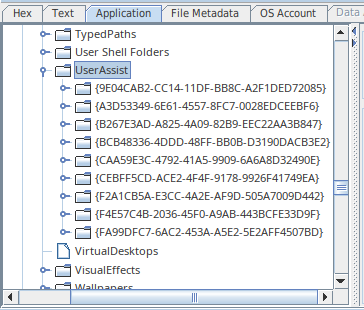 Hex Text Application File Metadata OS Account Data A
TypedPaths
User Shell Folders
UserAssist
{9E04CAB2-CC14-11DF-BB8C-A2F1DED72085}
{A3D53349-6E61-4557-8FC7-0028EDCEEBF6}
{B267E3AD-A825-4A09-82B9-EEC22AA3B847}
{BCB48336-4DDD-48FF-BB0B-D3190DACB3E2}
{CAA59E3C-4792-41A5-9909-6A6A8D32490E}
{CEBFF5CD-ACE2-4F4F-9178-9926F41749EA}
{F2A1CB5A-E3CC-4A2E-AF9D-505A7009D442}
{F4E57C4B-2036-45F0-A9AB-443BCFE33D9F}
{FA99DFC7-6AC2-453A-A5E2-5E2AFF4507BD}
VirtualDesktops
VisualEffects
Wallpapers